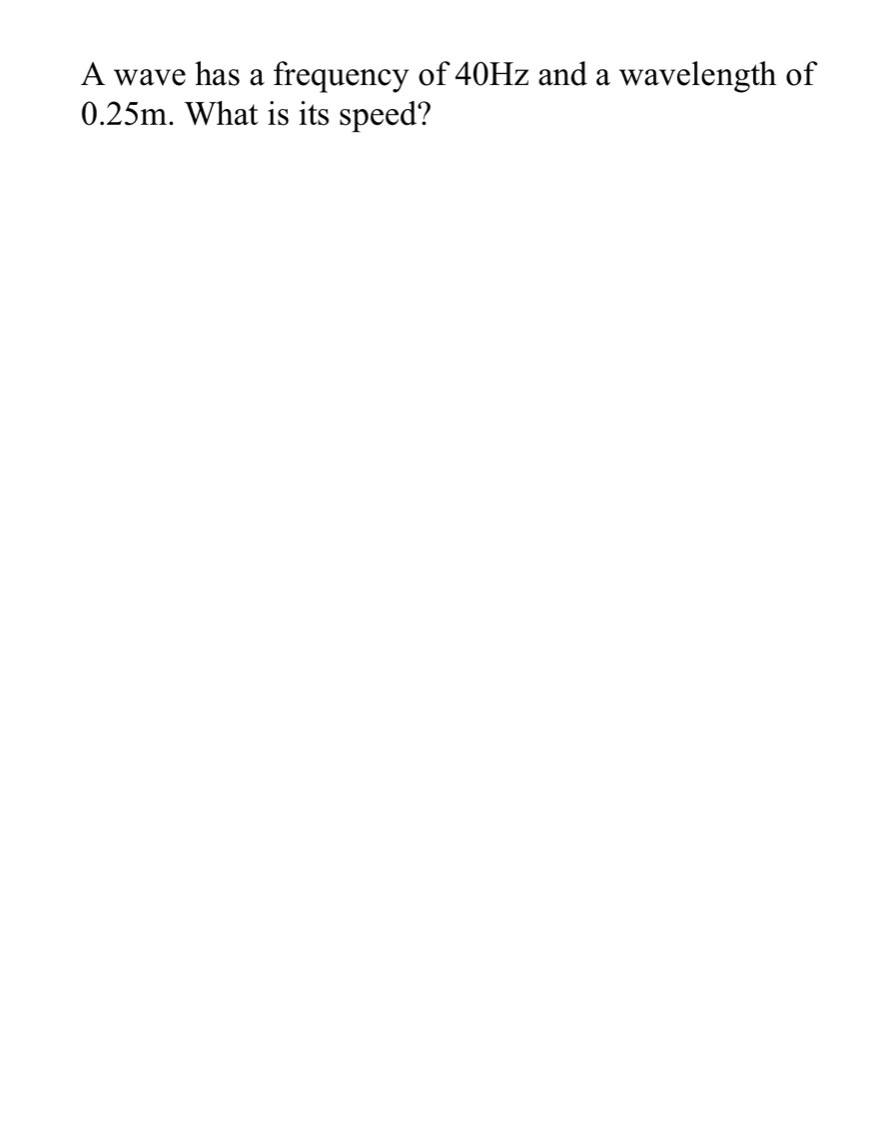 A wave has a frequency of 40Hz and a wavelength of
0.25m. What is its speed?